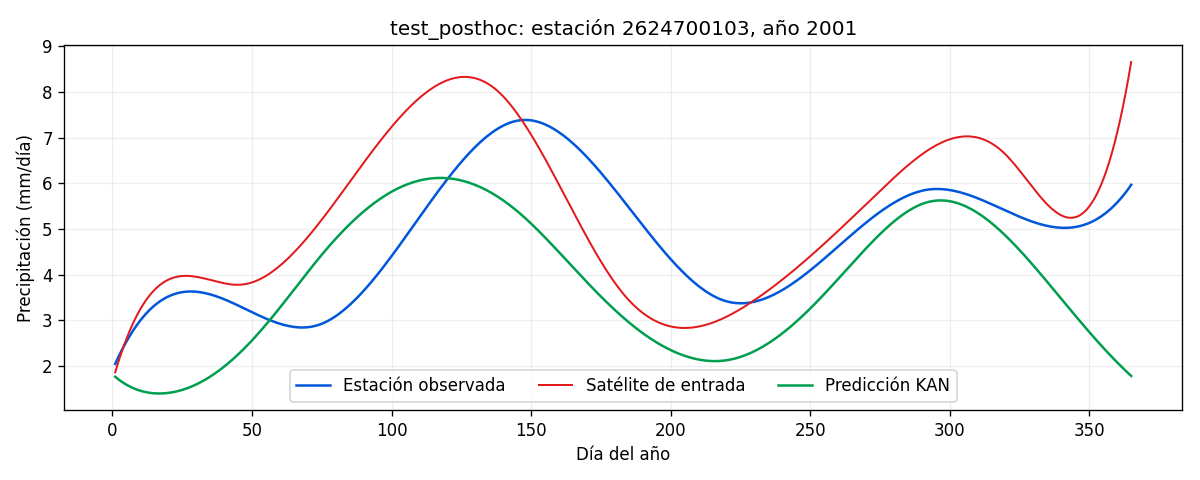 test_posthoc: estación 2624700103, año 2001
Precipitación (mm/día)
9
8
7
6
5
4
3
2
Estación observada
Satélite de entrada
Predicción KAN
0
50
100
150
200
250
300
350
Día del año